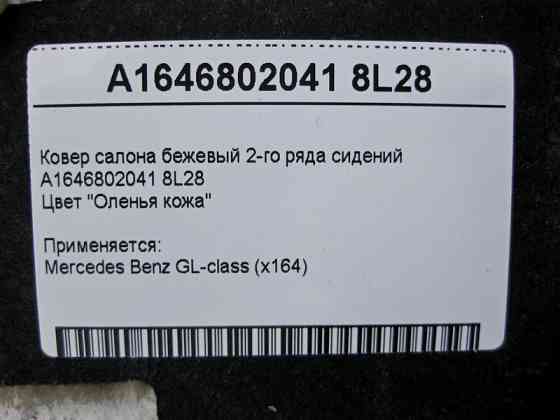 A1646802041 8L28
Ковер салона бежевый 2-го ряда сидений
A1646802041 8L28
Цвет "Оленья кожа"
Применяется:
Mercedes Benz GL-class (x164)